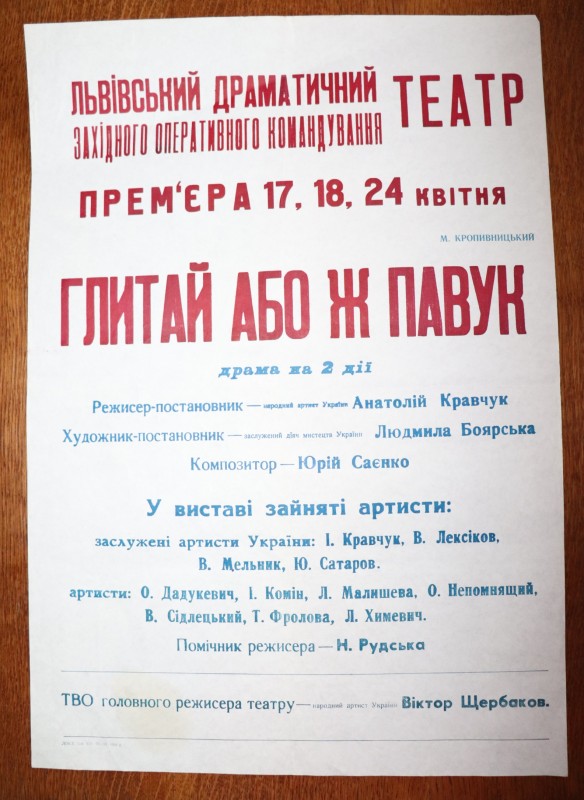 ЛЬВІВСЬКИЙ ДРАМАТИЧНИЙ ТЕАТР
ЗАХІДНОГО ОПЕРАТИВНОГО КОМАНДУВАННЯ
ПРЕМ‘ЄРА 17, 18, 24 КВІТНЯ
М. КРОПИВНИЦЬКИЙ
ГЛИТАЙ АБО Ж ПАВУК
драма на 2 дії
Режисер-постановник — народний артист України Анатолій Кравчук
Художник-постановник — заслужений діяч мистецтв України Людмила Боярська
Композитор — Юрій Саєнко
У виставі зайняті артисти:
заслужені артисти України: І. Кравчук, В. Лексіков,
В. Мельник, Ю. Сатаров.
артисти: О. Дадукевич, І. Комін, Л. Малишева, О. Непомнящий,
В. Сідлецький, Т. Фролова, Л. Химевич.
Помічник режисера — Н. Рудська
ТВО головного режисера театру — народний артист України Віктор Щербаков.